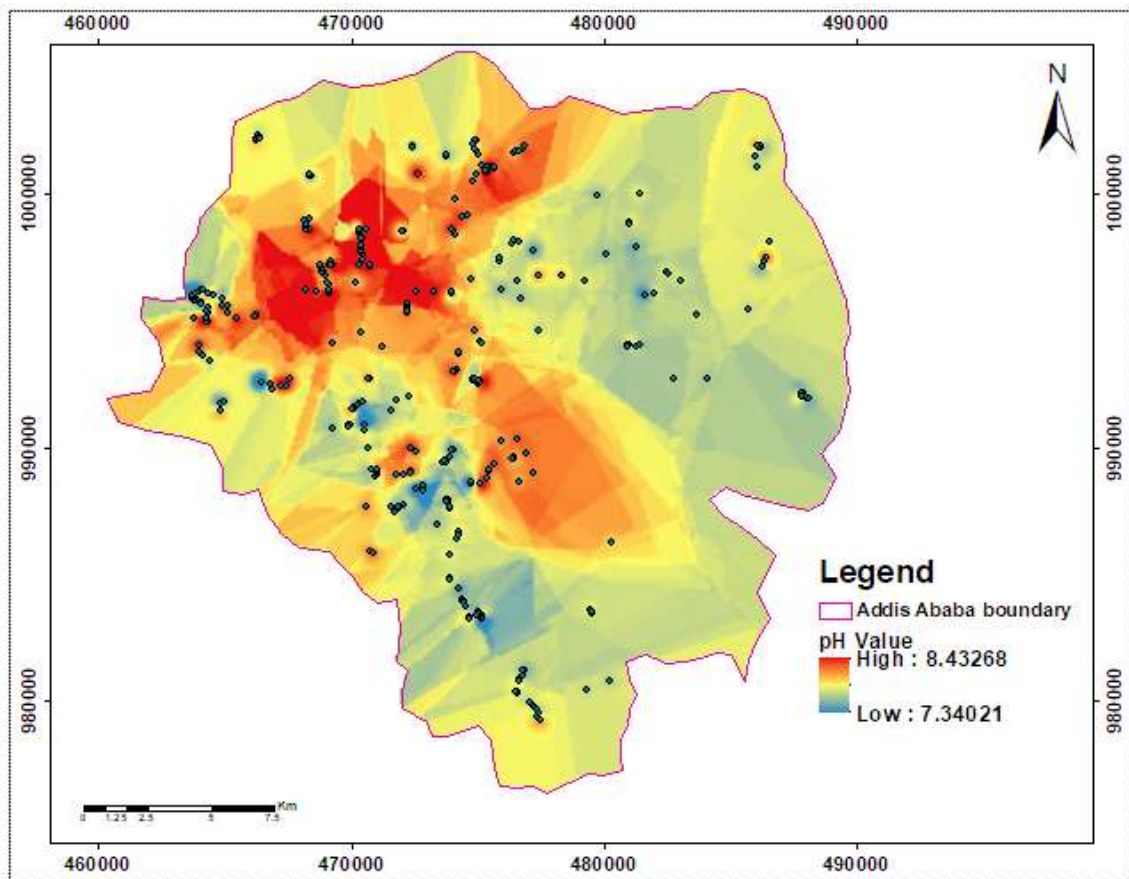 460000 470000 480000 490000
N
1000000 1000000
990000 990000
Legend
Addis Ababa boundary
pH Value
High : 8.43268
Low : 7.34021
980000 980000
Km
0 1.25 2.5 5 7.5
460000 470000 480000 490000